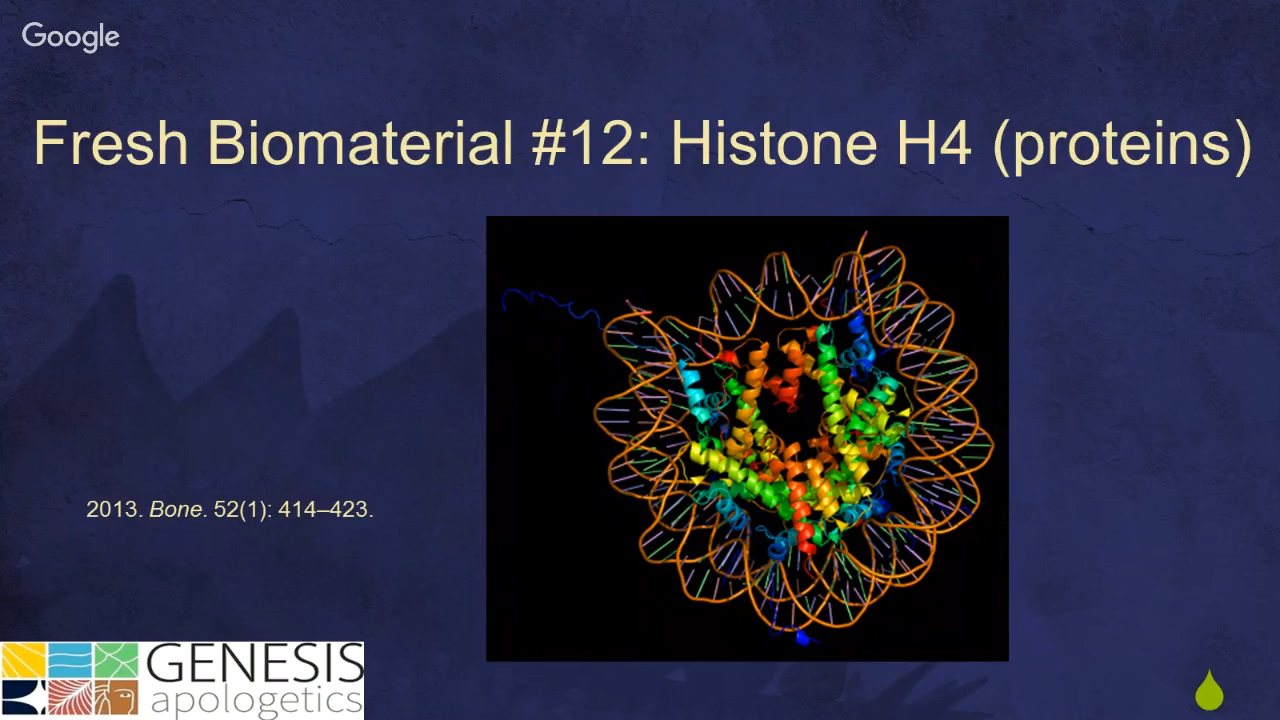 Google
Fresh Biomaterial #12: Histone H4 (proteins)
2013. Bone. 52(1): 414–423.
GENESIS
apologetics